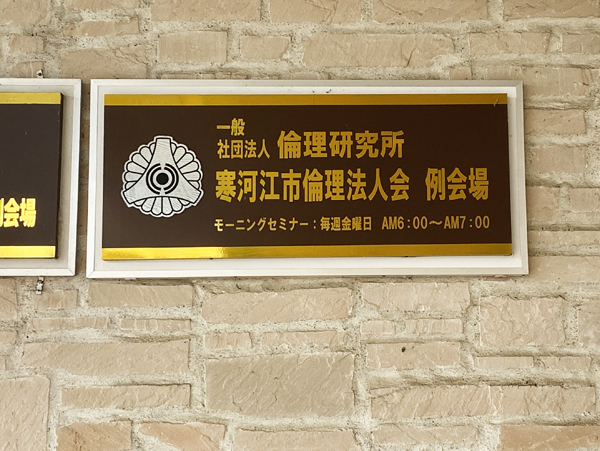 一般
社団法人 倫理研究所
寒河江市倫理法人会 例会場
モーニングセミナー：毎週金曜日 AM6:00～AM7:00
例会場